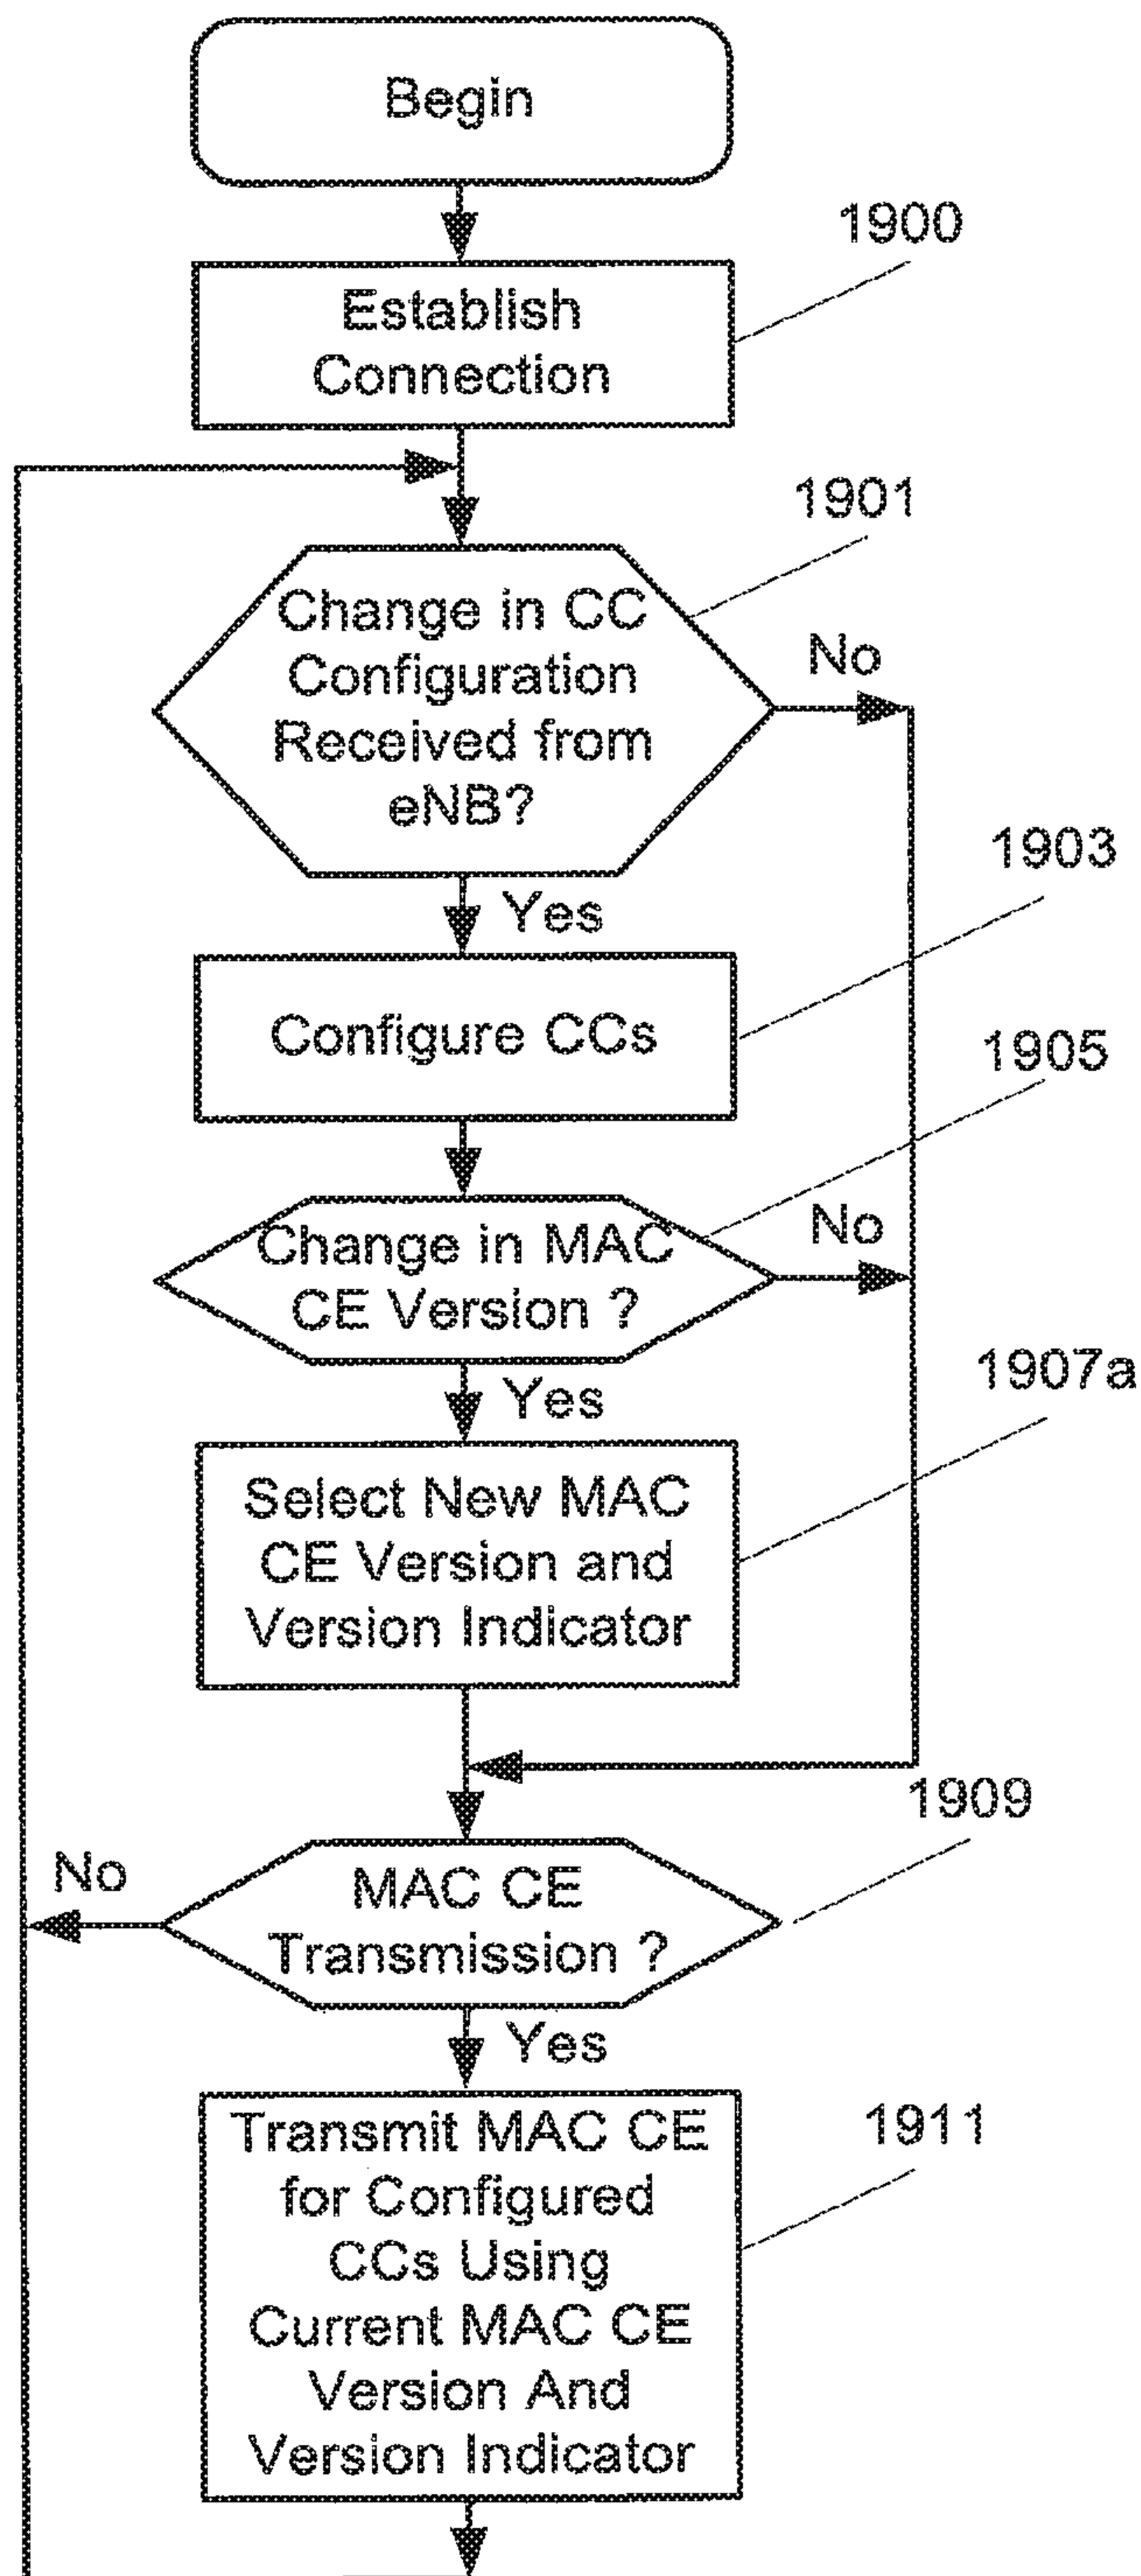 Begin
1900
Establish
Connection
1901
Change in CC
Configuration
Received from
eNB?
No
Yes
1903
Configure CCs
1905
Change in MAC
CE Version ?
No
Yes
1907a
Select New MAC
CE Version and
Version Indicator
1909
MAC CE
Transmission ?
No
Yes
1911
Transmit MAC CE
for Configured
CCs Using
Current MAC CE
Version And
Version Indicator